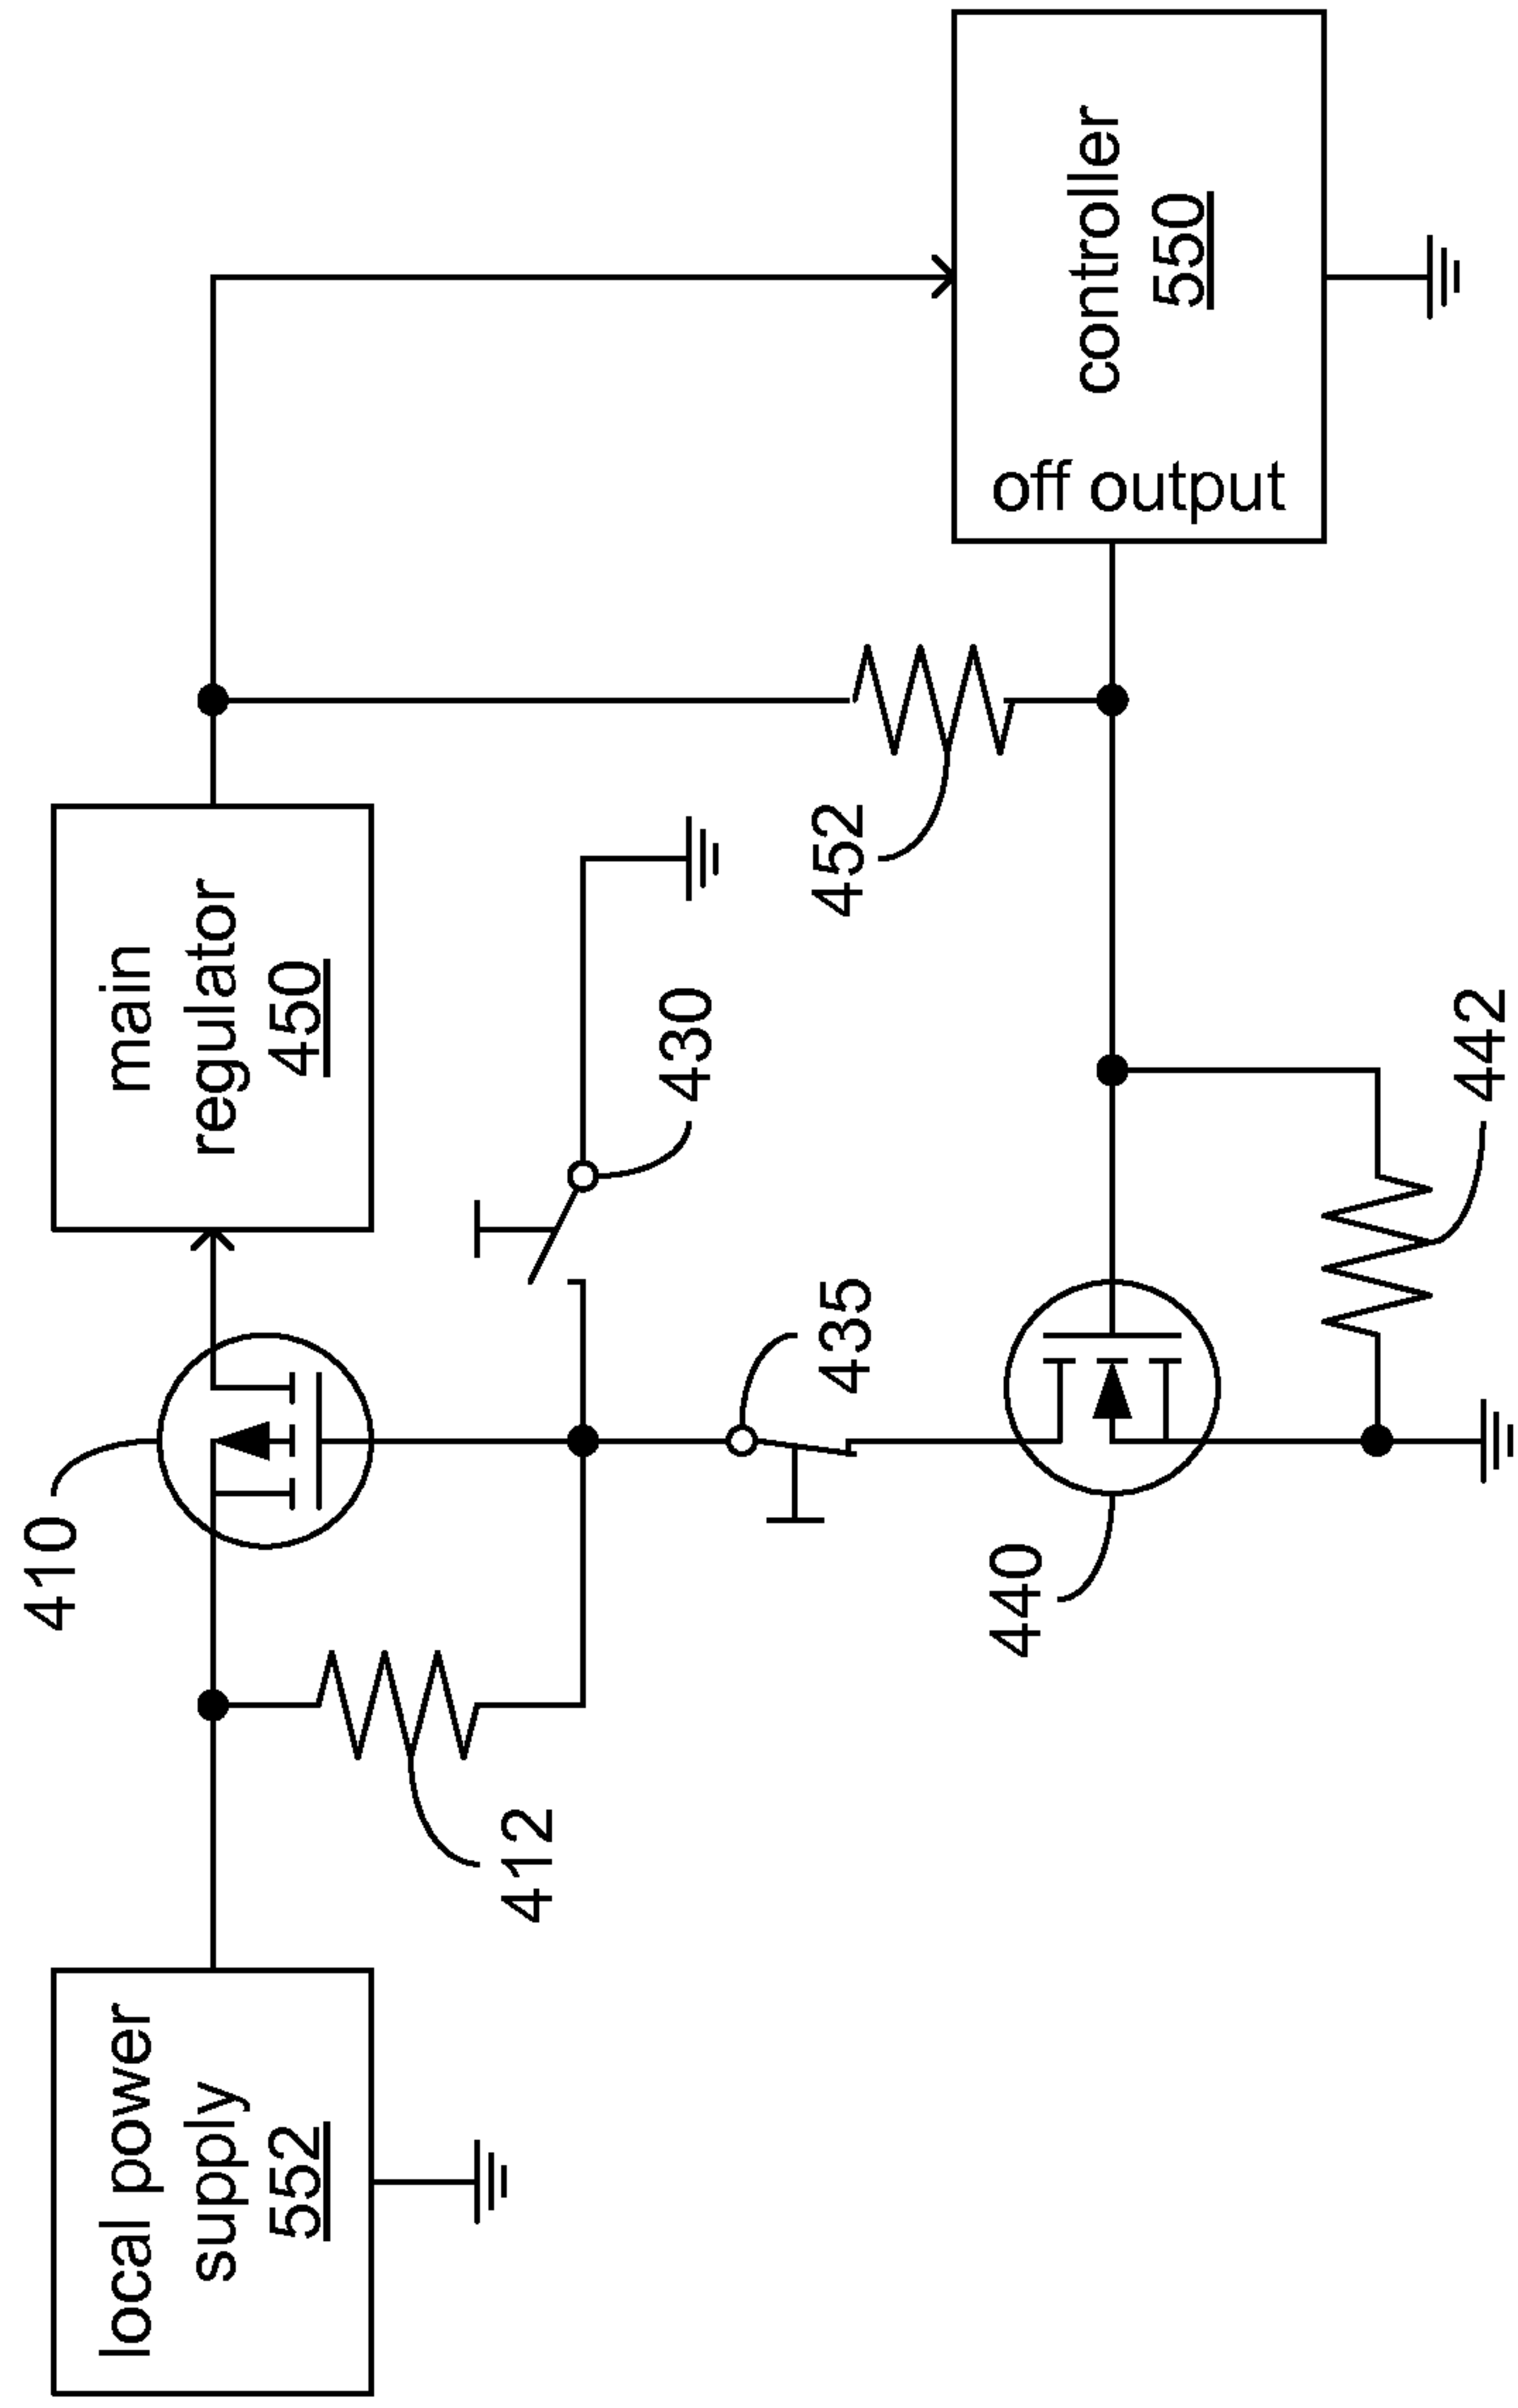 local power
supply
552
412
410
main
regulator
450
430
435
440
442
452
off output
controller
550